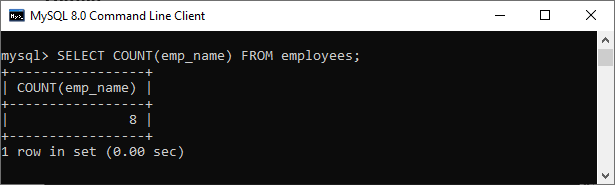 MySQL 8.0 Command Line Client
mysql> SELECT COUNT(emp_name) FROM employees;
+-----------------+
| COUNT(emp_name) |
+-----------------+
|               8 |
+-----------------+
1 row in set (0.00 sec)